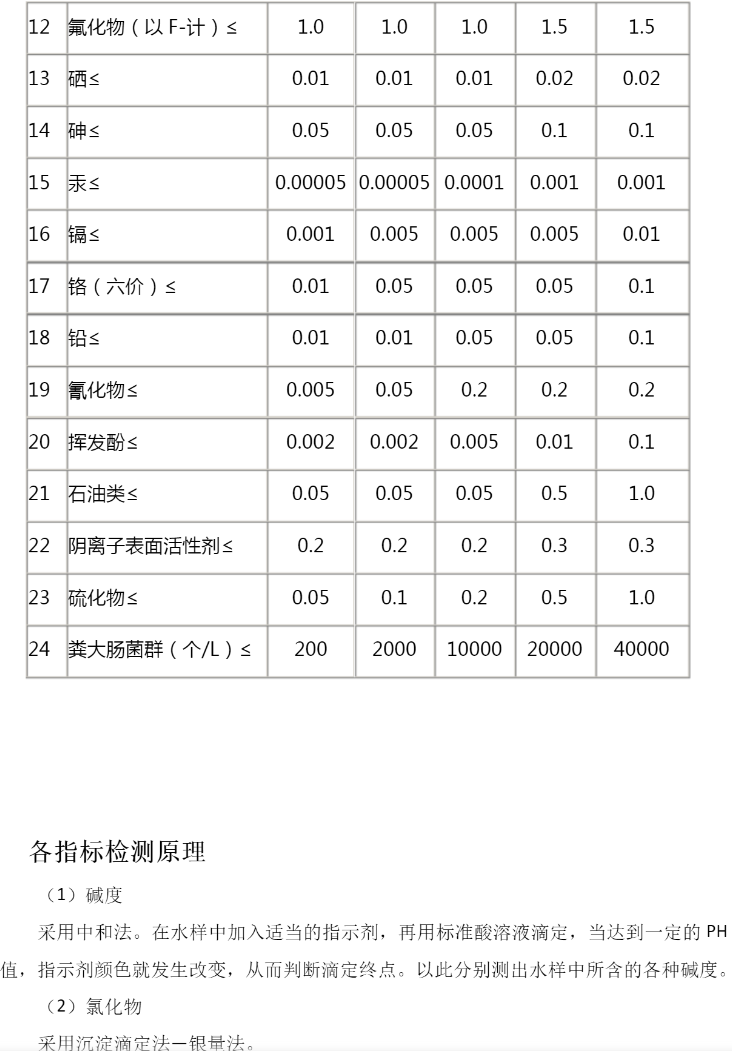 12 氟化物（以 F-计）≤ 1.0 1.0 1.0 1.5 1.5
13 硒≤ 0.01 0.01 0.01 0.02 0.02
14 砷≤ 0.05 0.05 0.05 0.1 0.1
15 汞≤ 0.00005 0.00005 0.0001 0.001 0.001
16 镉≤ 0.001 0.005 0.005 0.005 0.01
17 铬（六价）≤ 0.01 0.05 0.05 0.05 0.1
18 铅≤ 0.01 0.01 0.05 0.05 0.1
19 氰化物≤ 0.005 0.05 0.2 0.2 0.2
20 挥发酚≤ 0.002 0.002 0.005 0.01 0.1
21 石油类≤ 0.05 0.05 0.05 0.5 1.0
22 阴离子表面活性剂≤ 0.2 0.2 0.2 0.3 0.3
23 硫化物≤ 0.05 0.1 0.2 0.5 1.0
24 粪大肠菌群（个/L）≤ 200 2000 10000 20000 40000
各指标检测原理
（1）碱度
采用中和法。在水样中加入适当的指示剂，再用标准酸溶液滴定，当达到一定的 PH
值，指示剂颜色就发生改变，从而判断滴定终点。以此分别测出水样中所含的各种碱度。
（2）氯化物
采用沉淀滴定法—银量法。